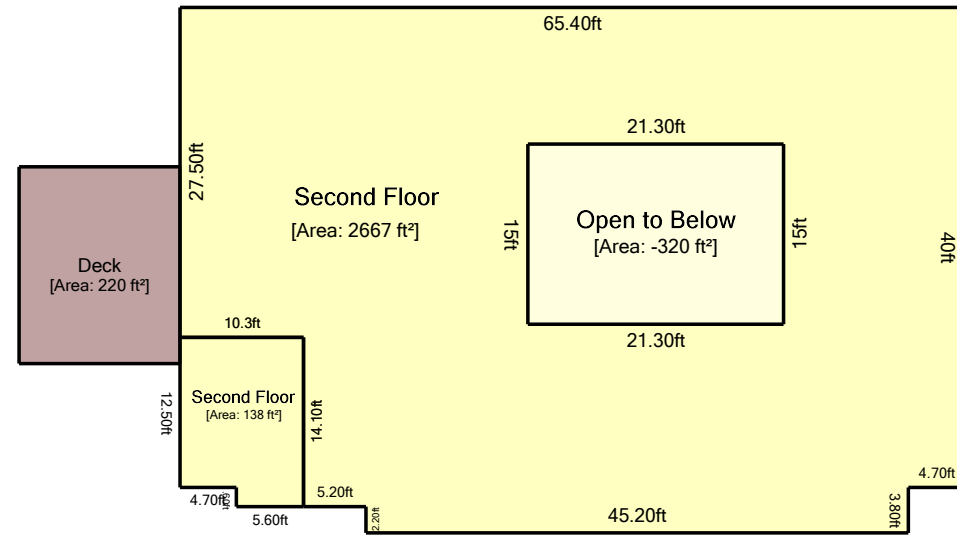 65.40ft
21.30ft
27.50ft
Second Floor
[Area: 2667 ft²]
15ft
Open to Below
[Area: -320 ft²]
15ft
40ft
Deck
[Area: 220 ft²]
21.30ft
10.3ft
Second Floor
[Area: 138 ft²]
12.50ft
14.10ft
4.70ft
5.60ft
5.20ft
2.20ft
45.20ft
3.80ft
4.70ft